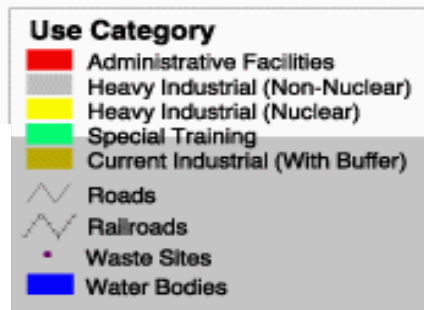 Use Category
Administrative Facilities
Heavy Industrial (Non-Nuclear)
Heavy Industrial (Nuclear)
Special Training
Current Industrial (With Buffer)
Roads
Railroads
Waste Sites
Water Bodies